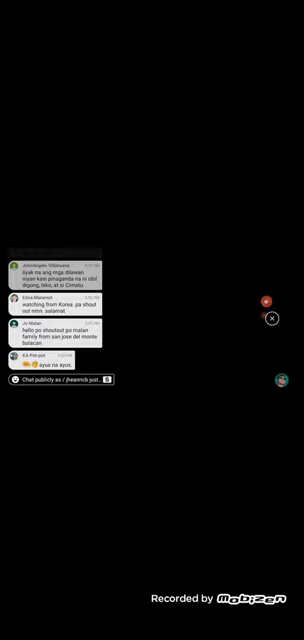 JohnAngelo Villanueva
iiyak na ang mga dilawan
niyan kasi pinaganda na ni idol
digong, Isko, at si Cimatu
Edna Macamot
watching from Korea. pa shout
out nmn. salamat
Jo Malan
hello po shoutout po malan
family from san jose del monte
bulacan
KA Pot-pot
ayus na ayus.
Chat publicly as / jheanncb just...
Recorded by mobizen